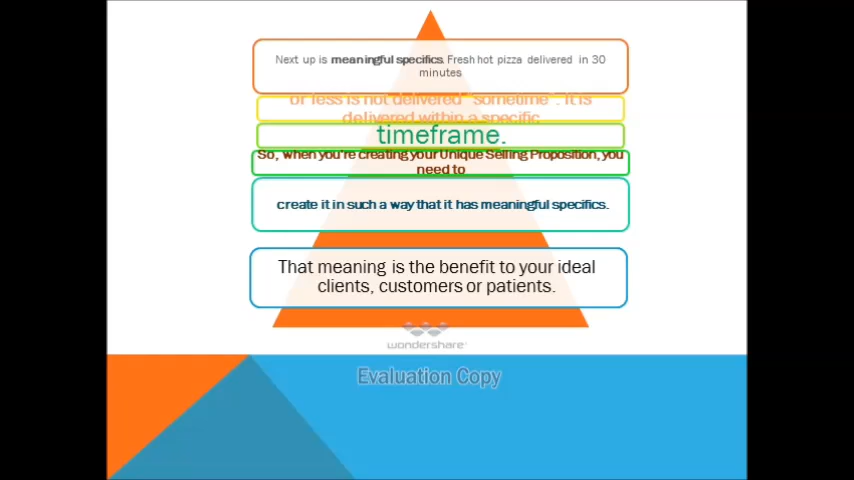 Next up is meaningful specifics. Fresh hot pizza delivered in 30
minutes
or less is not delivered "sometime". It is
delivered within a specific
timeframe.
So, when you're creating your Unique Selling Proposition, you
need to
create it in such a way that it has meaningful specifics.
That meaning is the benefit to your ideal
clients, customers or patients.
wondershare
Evaluation Copy